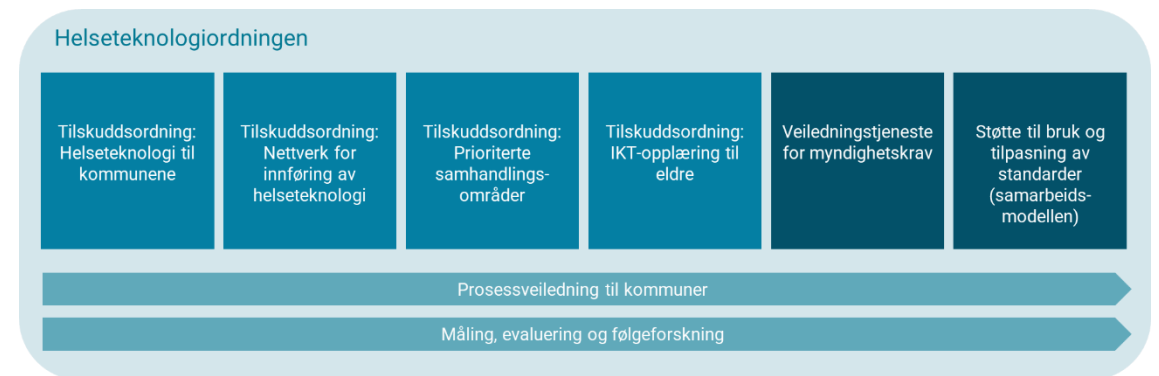 Helseteknologiordningen
Tilskuddsordning:
Helseteknologi til
kommunene
Tilskuddsordning:
Nettverk for
innføring av
helseteknologi
Tilskuddsordning:
Prioriterte
samhandlings-
områder
Tilskuddsordning:
IKT-opplæring til
eldre
Veiledningstjeneste
for myndighetskrav
Støtte til bruk og
tilpasning av
standarder
(samarbeids-
modellen)
Prosessveiledning til kommuner
Måling, evaluering og følgeforskning